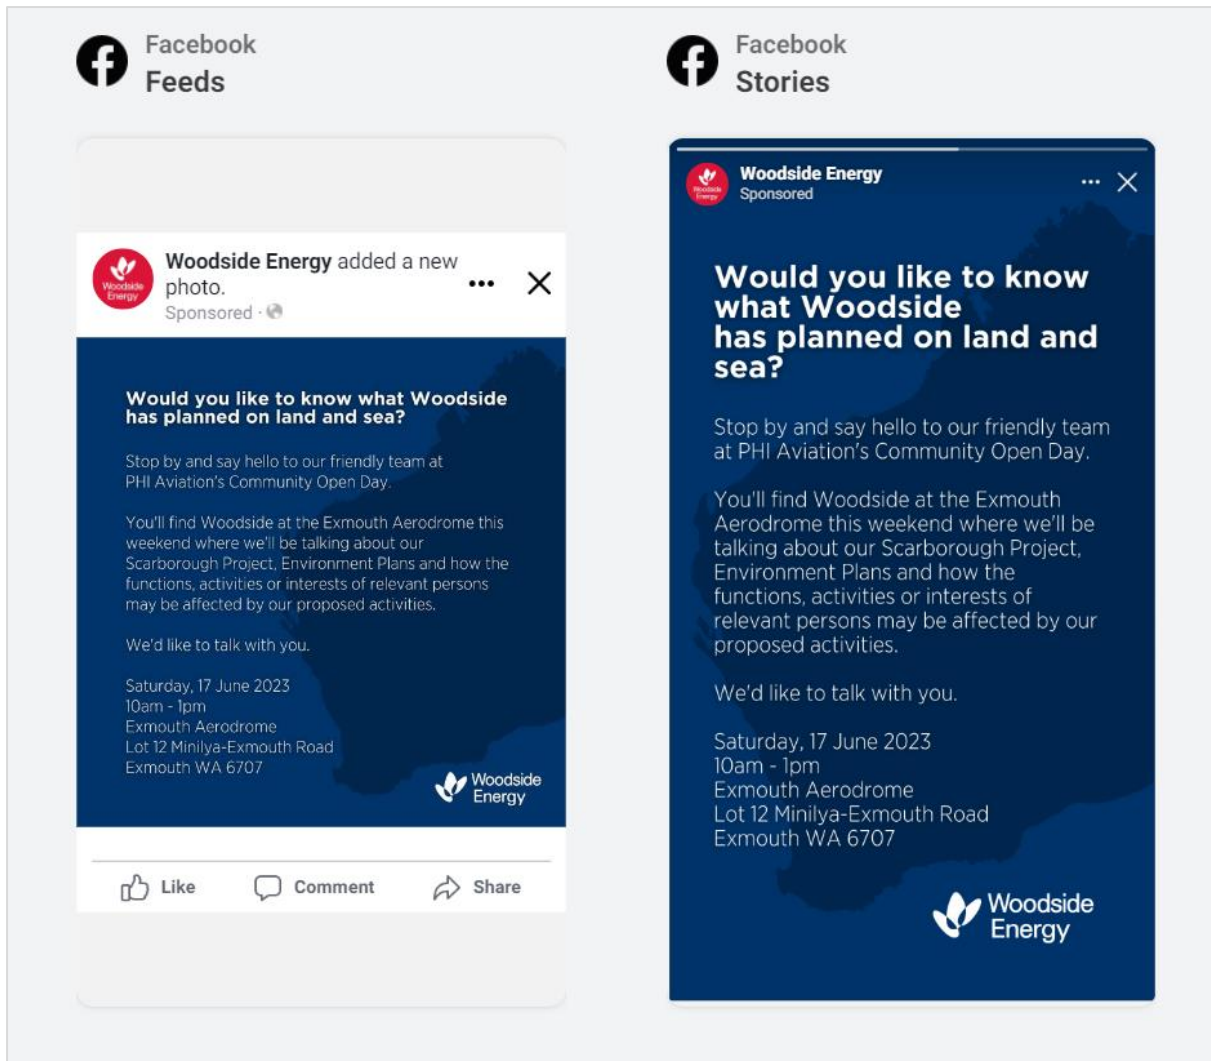 Facebook
Feeds
Woodside Energy added a new
photo.
Sponsored ·
Woodside
Energy
Would you like to know what Woodside
has planned on land and sea?
Stop by and say hello to our friendly team at
PHI Aviation's Community Open Day.
You'll find Woodside at the Exmouth Aerodrome this
weekend where we'll be talking about our
Scarborough Project, Environment Plans and how the
functions, activities or interests of relevant persons
may be affected by our proposed activities.
We'd like to talk with you.
Saturday, 17 June 2023
10am - 1pm
Exmouth Aerodrome
Lot 12 Minilya-Exmouth Road
Exmouth WA 6707
Woodside
Energy
Like
Comment
Share
Facebook
Stories
Woodside
Energy
Woodside Energy
Sponsored
Would you like to know
what Woodside
has planned on land and
sea?
Stop by and say hello to our friendly team
at PHI Aviation's Community Open Day.
You'll find Woodside at the Exmouth
Aerodrome this weekend where we'll be
talking about our Scarborough Project,
Environment Plans and how the
functions, activities or interests of
relevant persons may be affected by our
proposed activities.
We'd like to talk with you.
Saturday, 17 June 2023
10am - 1pm
Exmouth Aerodrome
Lot 12 Minilya-Exmouth Road
Exmouth WA 6707
Woodside
Energy